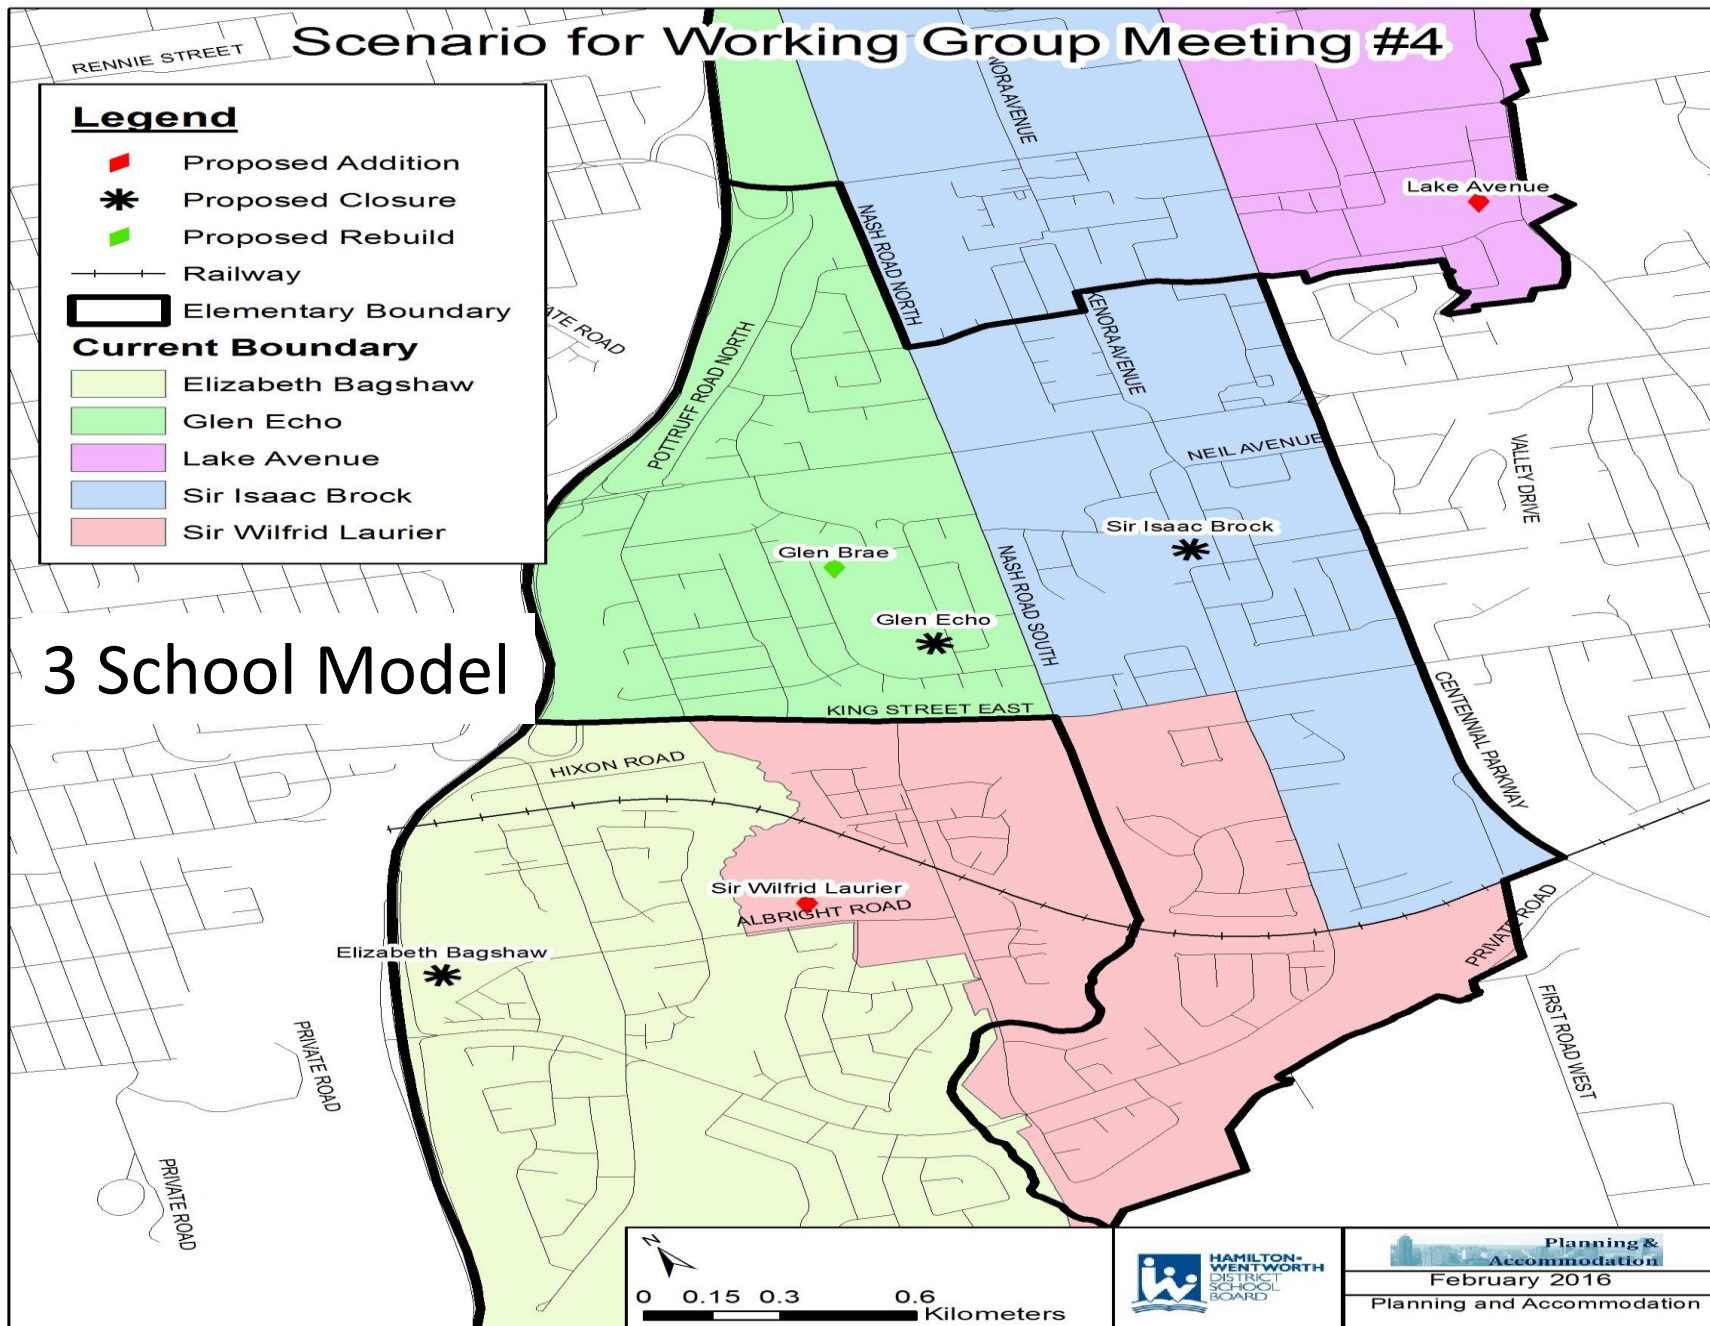 Scenario for Working Group Meeting #4
RENNIE STREET
Legend
Proposed Addition
Proposed Closure
Proposed Rebuild
Railway
Elementary Boundary
Current Boundary
Elizabeth Bagshaw
Glen Echo
Lake Avenue
Sir Isaac Brock
Sir Wilfrid Laurier
3 School Model
NORA AVENUE
Lake Avenue
NASH ROAD NORTH
KENORA AVENUE
ATE ROAD
POTTRUFF ROAD NORTH
NEIL AVENUE
VALLEY DRIVE
Sir Isaac Brock
Glen Brae
NASH ROAD SOUTH
Glen Echo
KING STREET EAST
CENTENNIAL PARKWAY
HIXON ROAD
Sir Wilfrid Laurier
ALBRIGHT ROAD
PRIVATE ROAD
Elizabeth Bagshaw
FIRST ROAD WEST
PRIVATE ROAD
PRIVATE ROAD
N
0 0.15 0.3 0.6
Kilometers
HAMILTON-
WENTWORTH
DISTRICT
SCHOOL
BOARD
Planning &
Accommodation
February 2016
Planning and Accommodation